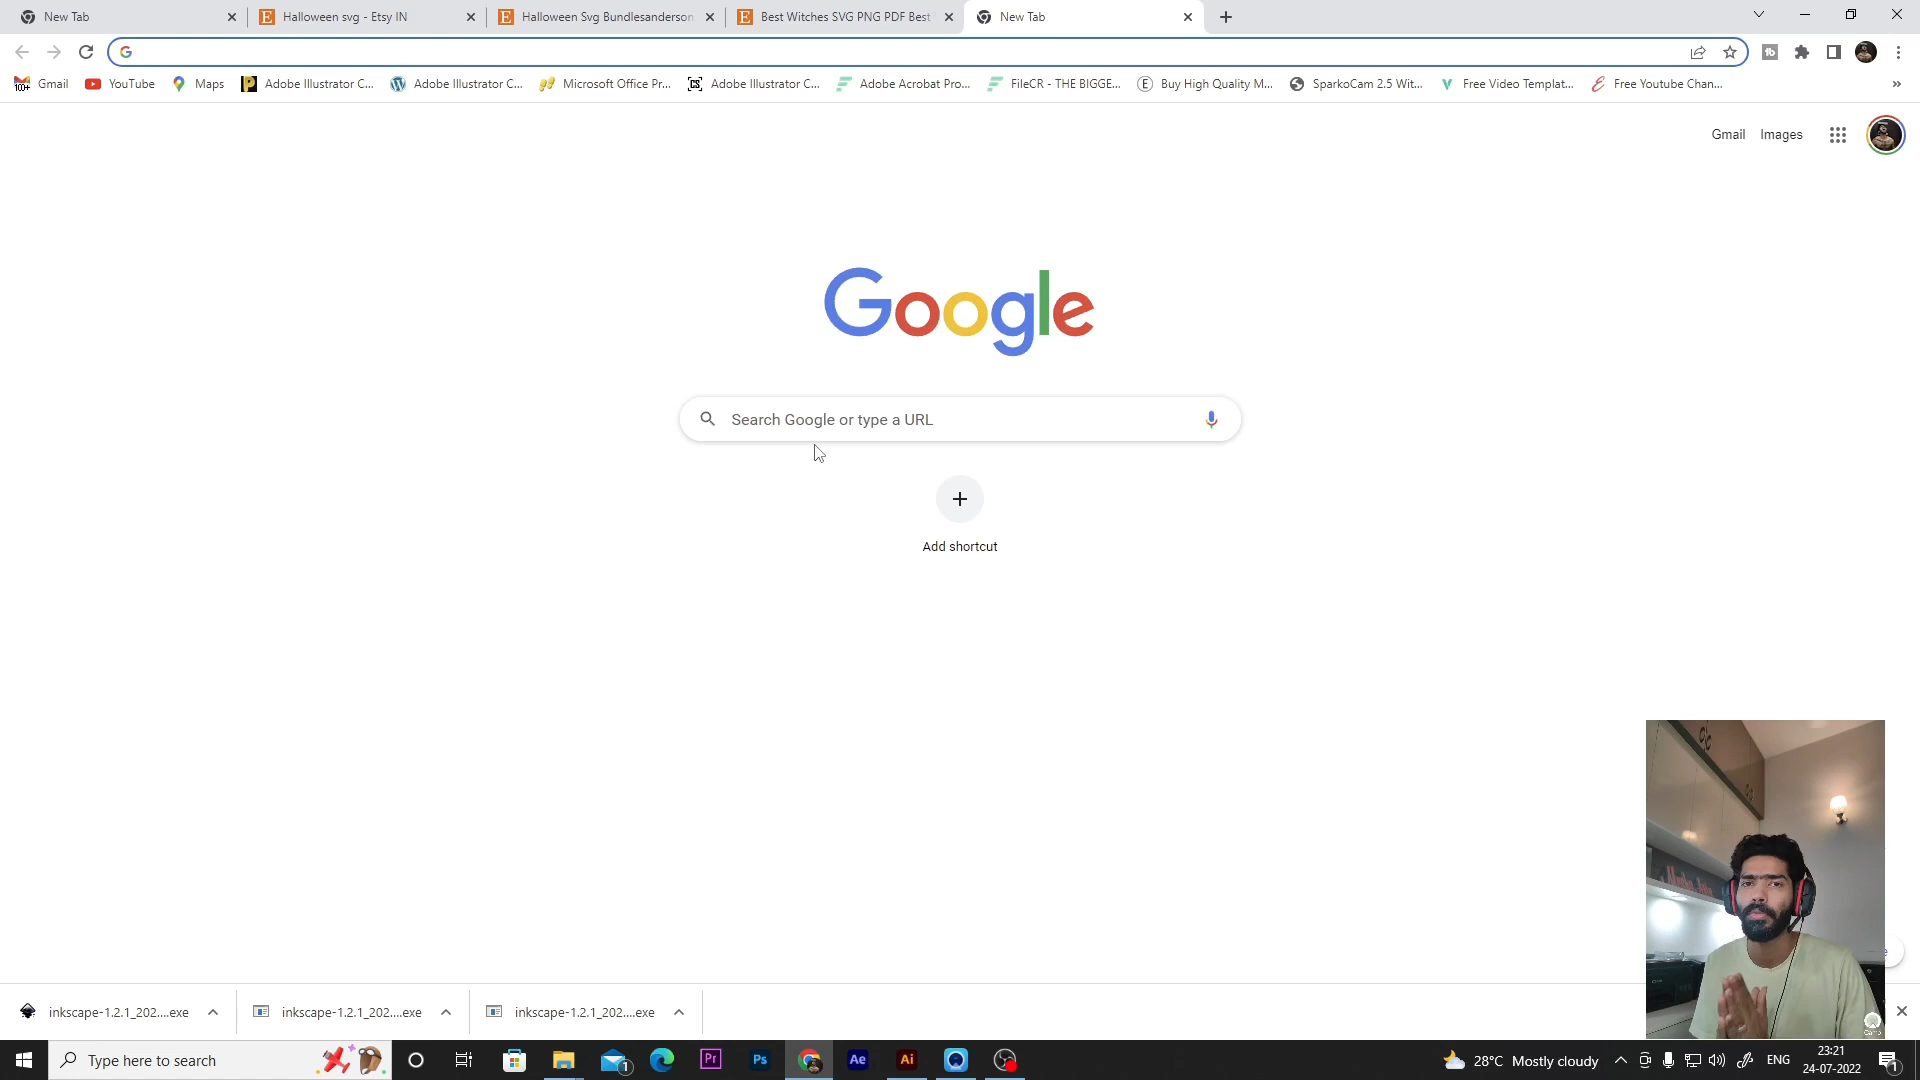 New Tab
Halloween svg - Etsy IN
Halloween Svg Bundlesanderson
Best Witches SVG PNG PDF Best
New Tab
Gmail
YouTube
Maps
Adobe Illustrator C...
Adobe Illustrator C...
Microsoft Office Pr...
Adobe Illustrator C...
Adobe Acrobat Pro...
FileCR - THE BIGGE...
Buy High Quality M...
SparkoCam 2.5 Wit...
Free Video Templat...
Free Youtube Chan...
Gmail Images
Google
Search Google or type a URL
Add shortcut
inkscape-1.2.1_202....exe
inkscape-1.2.1_202....exe
inkscape-1.2.1_202....exe
Type here to search
1
Pr
Ps
Ae
Ai
28°C Mostly cloudy
ENG
23:21
24-07-2022
1